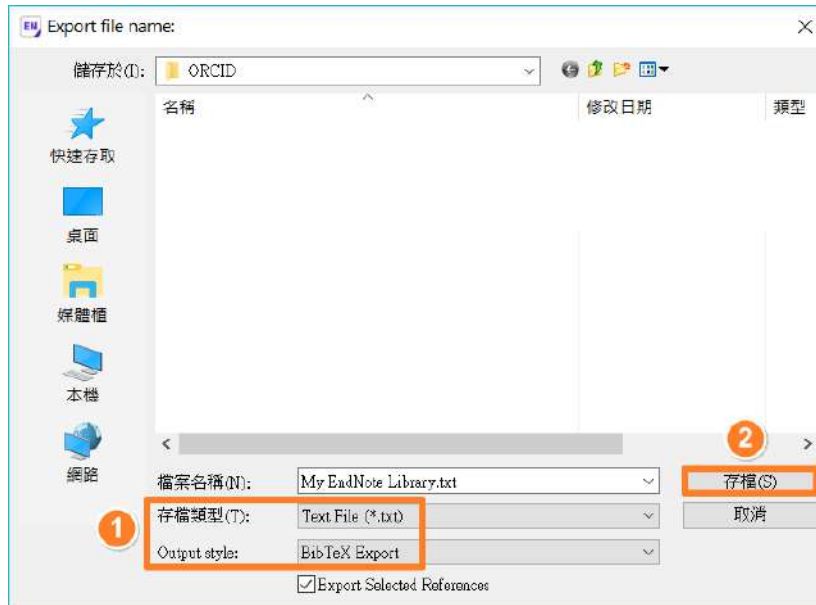 EN Export file name:
儲存於(I): ORCID
名稱 修改日期 類型
快速存取
桌面
媒體櫃
本機
網路
2
檔案名稱(N): My EndNote Library.txt 存檔(S)
1
存檔類型(T): Text File (*.txt) 取消
Output style: BibTeX Export
Export Selected References